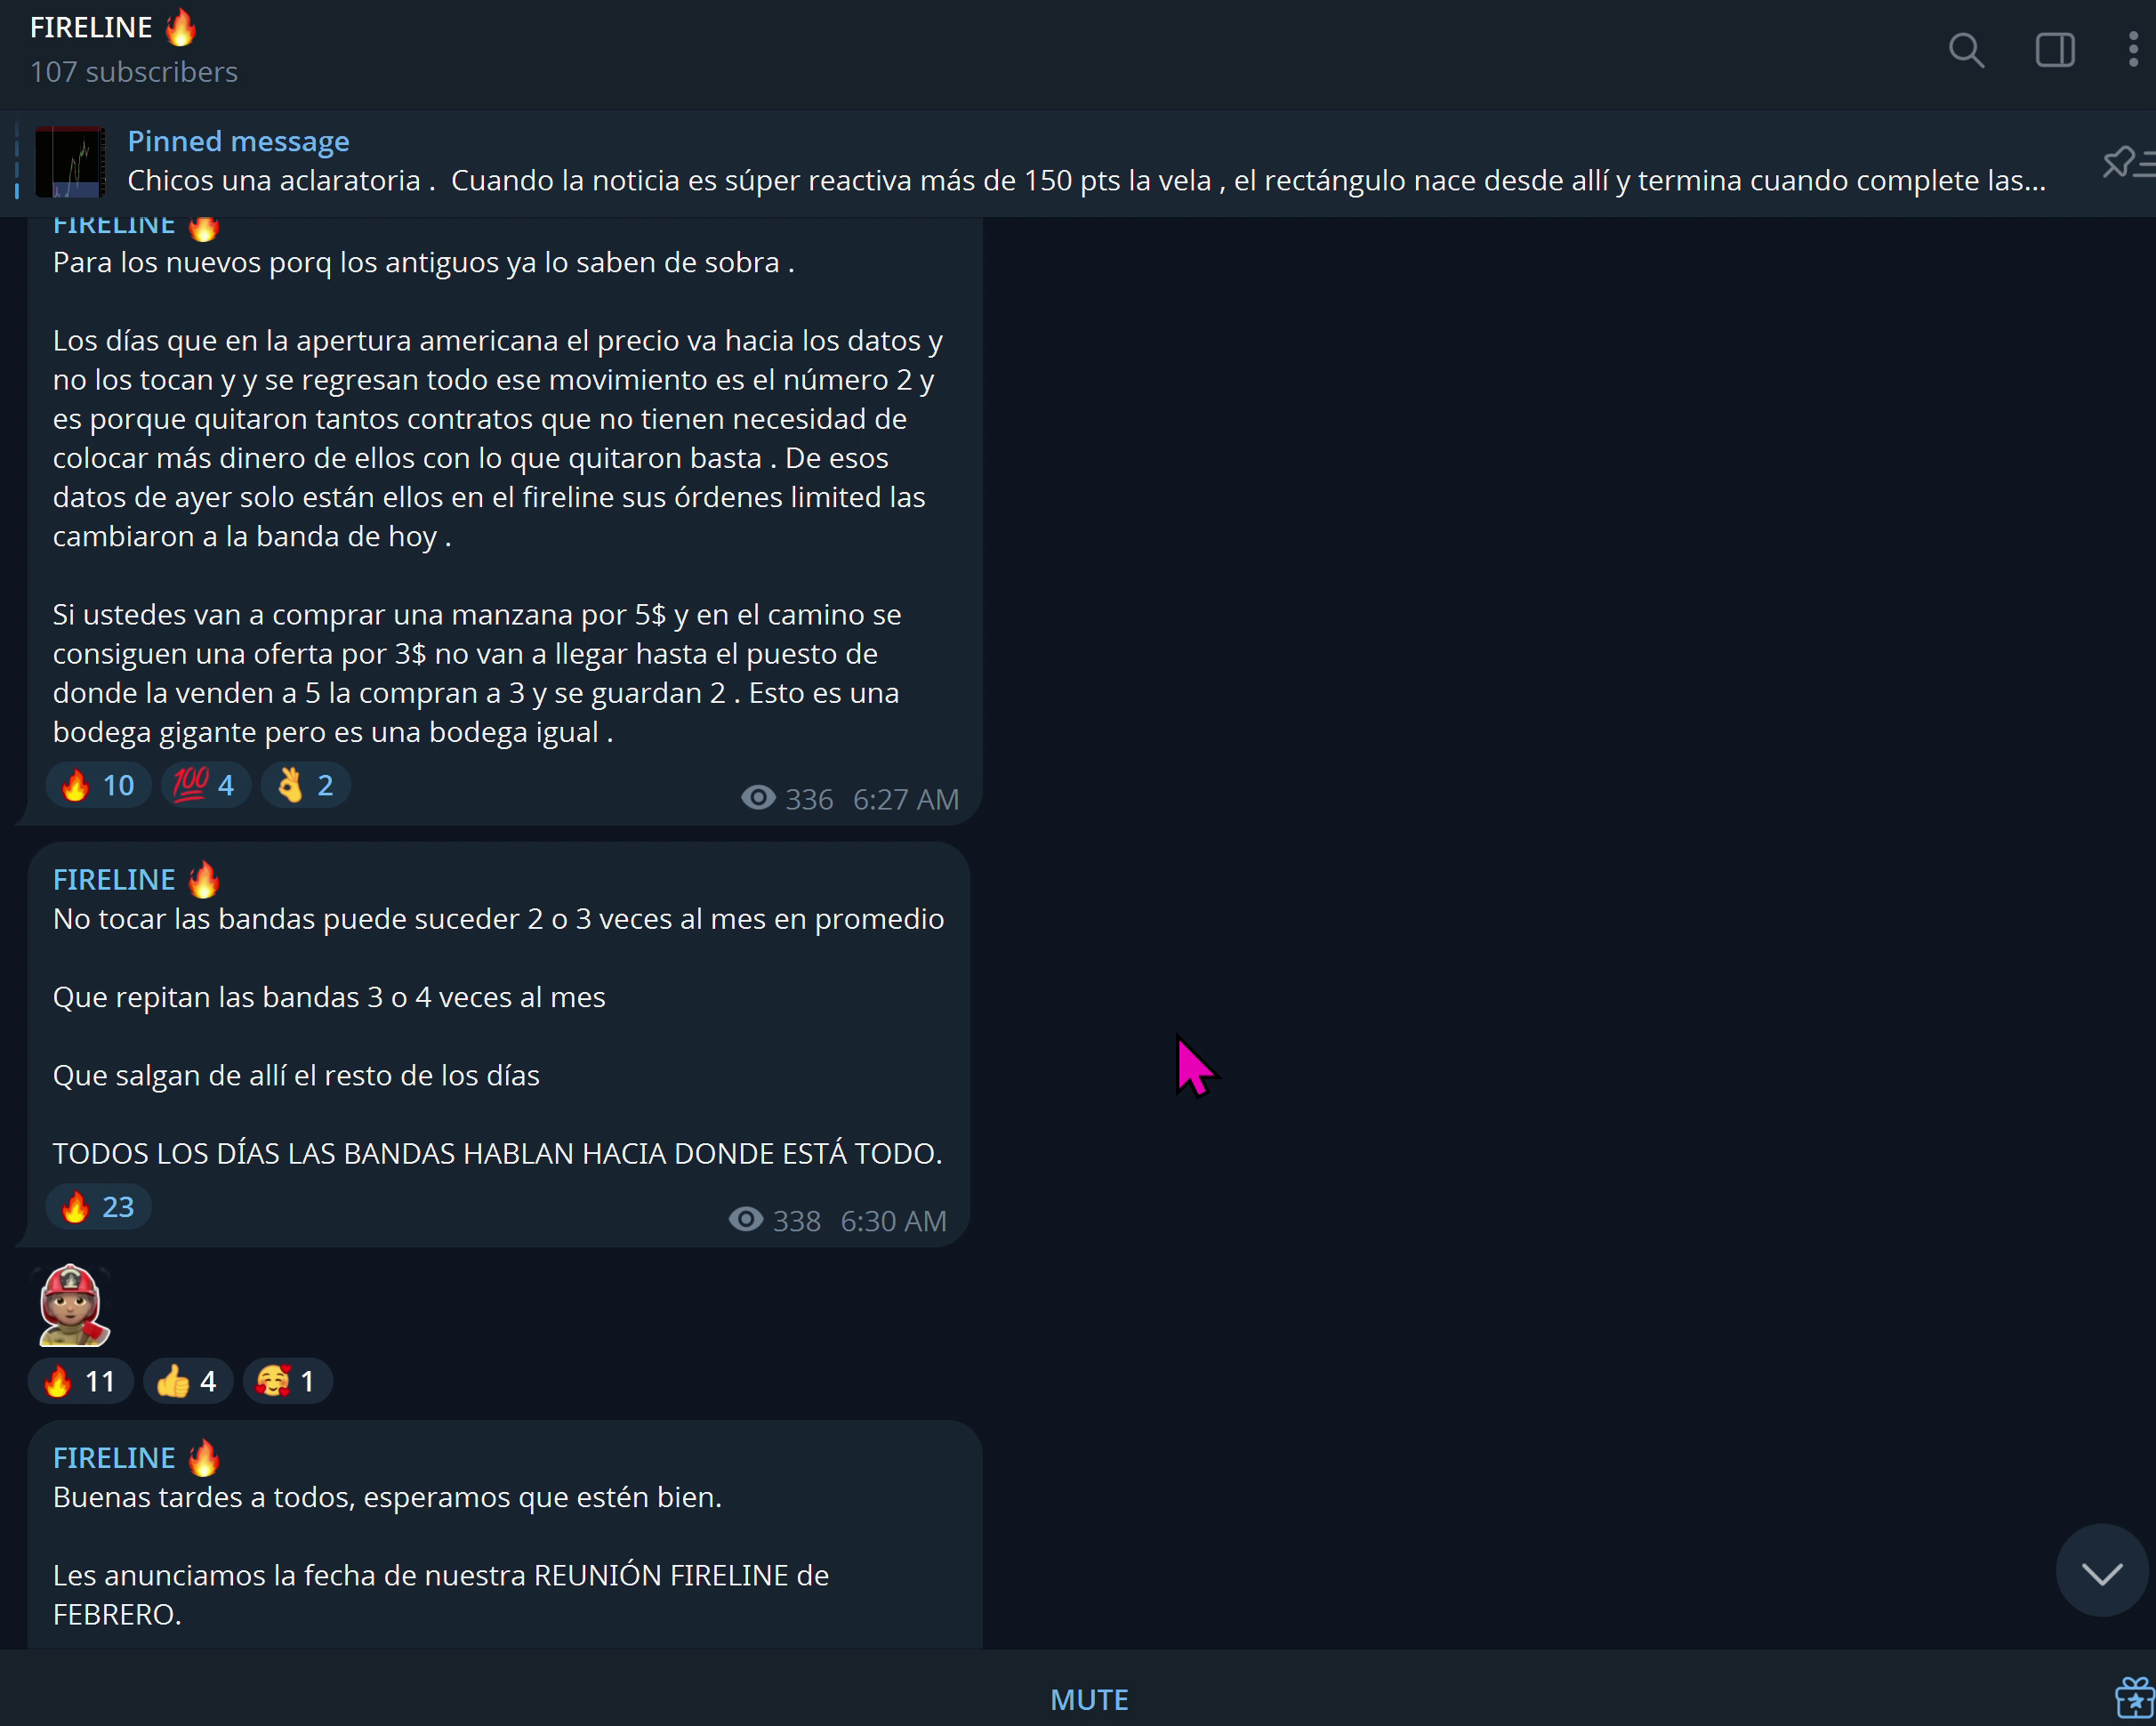 FIRELINE 🔥
107 subscribers
Pinned message
Chicos una aclaratoria .  Cuando la noticia es súper reactiva más de 150 pts la vela , el rectángulo nace desde allí y termina cuando complete las...
FIRELINE 🔥
Para los nuevos porq los antiguos ya lo saben de sobra .
Los días que en la apertura americana el precio va hacia los datos y
no los tocan y y se regresan todo ese movimiento es el número 2 y
es porque quitaron tantos contratos que no tienen necesidad de
colocar más dinero de ellos con lo que quitaron basta . De esos
datos de ayer solo están ellos en el fireline sus órdenes limited las
cambiaron a la banda de hoy .
Si ustedes van a comprar una manzana por 5$ y en el camino se
consiguen una oferta por 3$ no van a llegar hasta el puesto de
donde la venden a 5 la compran a 3 y se guardan 2 . Esto es una
bodega gigante pero es una bodega igual .
🔥 10 💯 4 👌 2
336 6:27 AM
FIRELINE 🔥
No tocar las bandas puede suceder 2 o 3 veces al mes en promedio
Que repitan las bandas 3 o 4 veces al mes
Que salgan de allí el resto de los días
TODOS LOS DÍAS LAS BANDAS HABLAN HACIA DONDE ESTÁ TODO.
🔥 23
338 6:30 AM
🔥 11 👍 4 🥰 1
FIRELINE 🔥
Buenas tardes a todos, esperamos que estén bien.
Les anunciamos la fecha de nuestra REUNIÓN FIRELINE de
FEBRERO.
MUTE